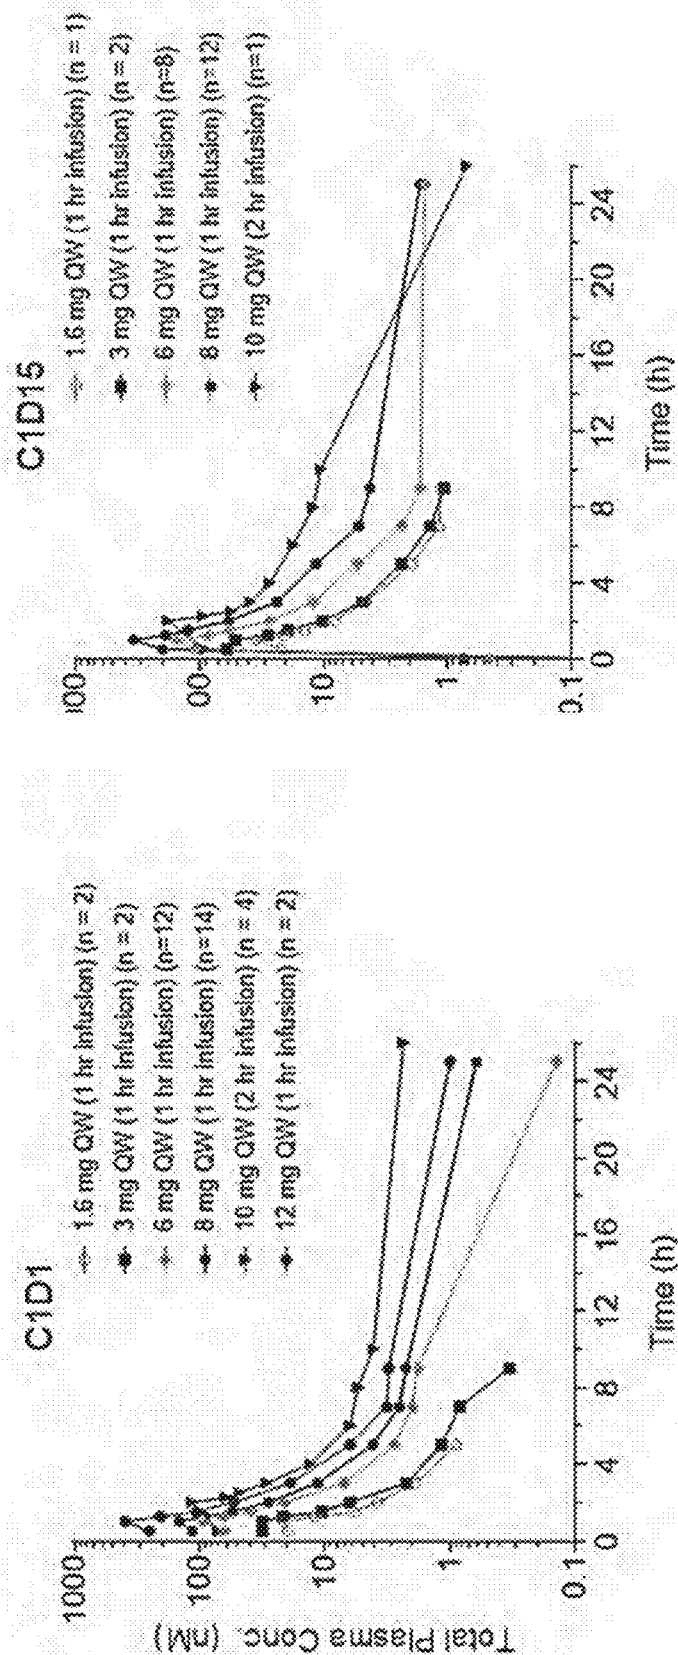 C1D1
1.6 mg QW (1 hr infusion) (n = 2)
3 mg QW (1 hr infusion) (n = 2)
6 mg QW (1 hr infusion) (n=12)
8 mg QW (1 hr infusion) (n=14)
10 mg QW (2 hr infusion) (n = 4)
12 mg QW (1 hr infusion) (n = 2)
Total Plasma Conc. (nM)
1000
100
10
1
0.1
0 4 8 12 16 20 24
Time (h)
C1D15
1.6 mg QW (1 hr infusion) (n = 1)
3 mg QW (1 hr infusion) (n = 2)
6 mg QW (1 hr infusion) (n=8)
8 mg QW (1 hr infusion) (n=12)
10 mg QW (2 hr infusion) (n=1)
00
00
10
1
0.1
0 4 8 12 16 20 24
Time (h)